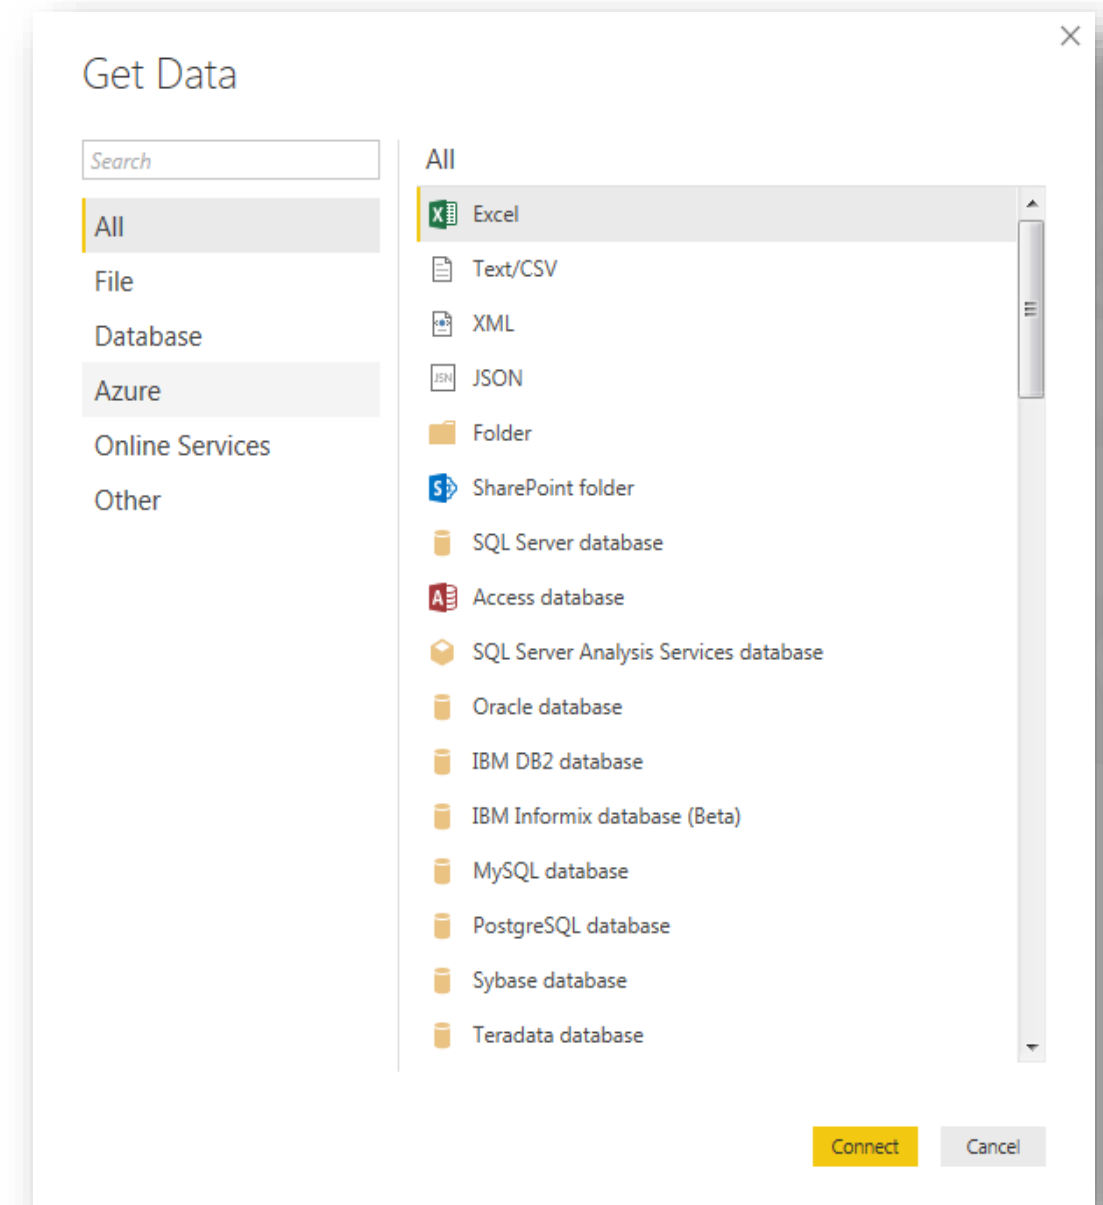 Get Data
Search
All
File
Database
Azure
Online Services
Other
All
Excel
Text/CSV
XML
JSN JSON
Folder
SharePoint folder
SQL Server database
Access database
SQL Server Analysis Services database
Oracle database
IBM DB2 database
IBM Informix database (Beta)
MySQL database
PostgreSQL database
Sybase database
Teradata database
Connect
Cancel